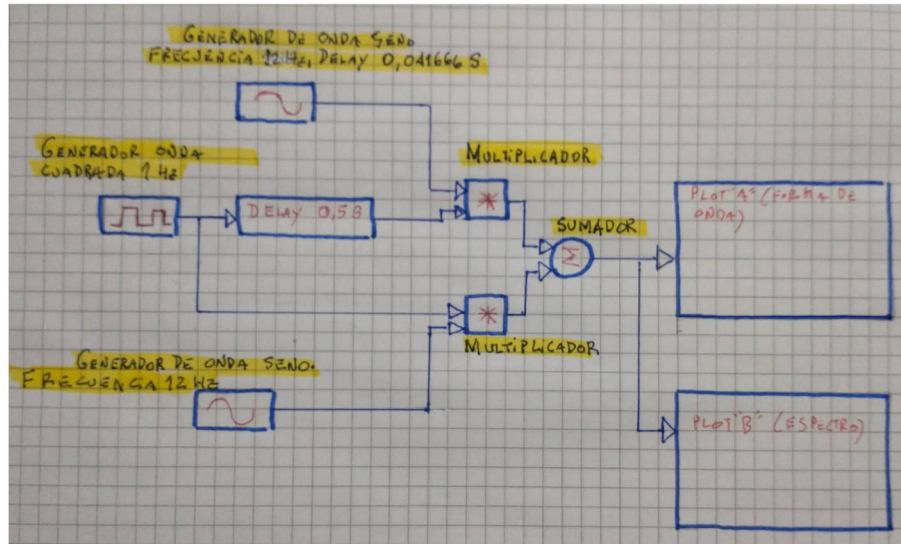 GENERADOR DE ONDA SENO
FRECUENCIA 12 Hz, DELAY 0,041666 S
GENERADOR ONDA
CUADRADA 1 Hz
MULTIPLICADOR
DELAY 0,5 S
*
SUMADOR
Σ
PLOT "A" (FORMA DE
ONDA)
*
MULTIPLICADOR
GENERADOR DE ONDA SENO.
FRECUENCIA 12 HZ
PLOT "B" (ESPECTRO)